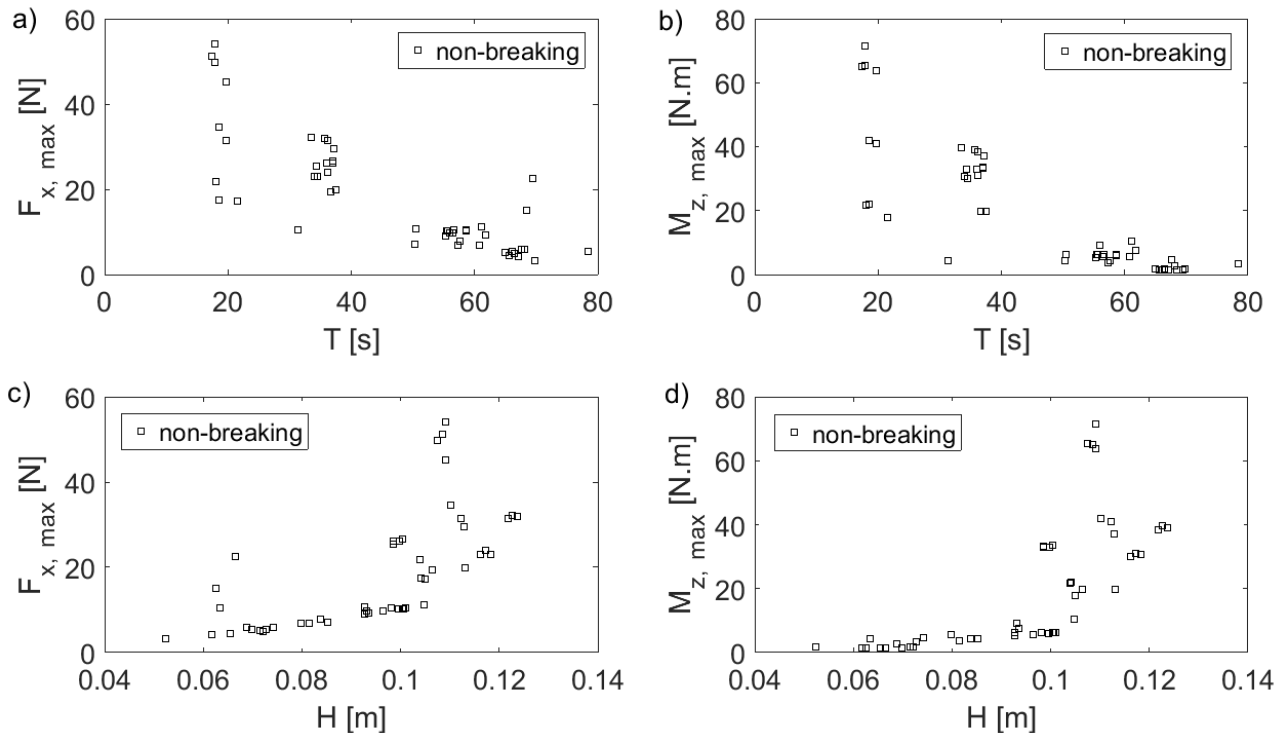 a)
60
40
20
0
F x, max [N]
non-breaking
0 20 40 60 80
T [s]
b)
80
60
40
20
0
M z, max [N.m]
non-breaking
0 20 40 60 80
T [s]
c)
60
40
20
0
F x, max [N]
non-breaking
0.04 0.06 0.08 0.1 0.12 0.14
H [m]
d)
80
60
40
20
0
M z, max [N.m]
non-breaking
0.04 0.06 0.08 0.1 0.12 0.14
H [m]